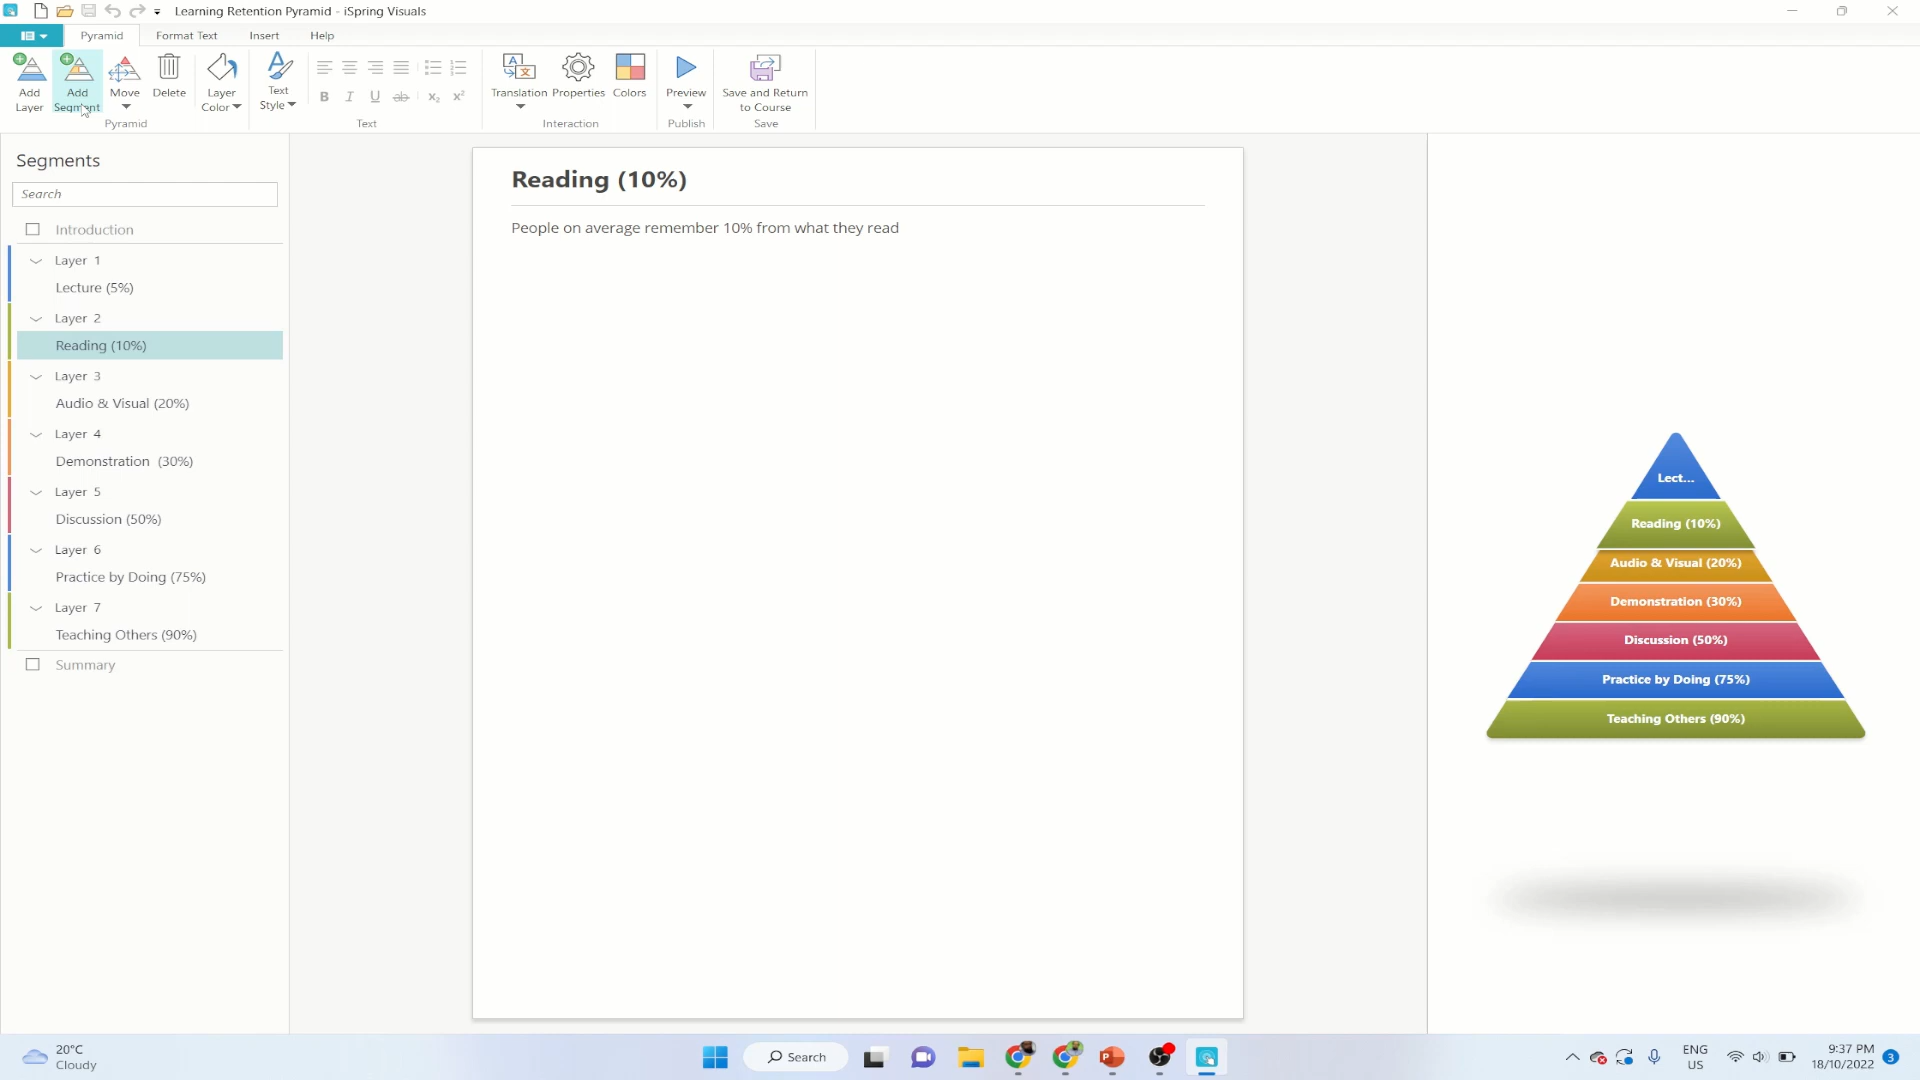 Learning Retention Pyramid - iSpring Visuals
Pyramid Format Text Insert Help
Add Layer
Add Segment
Move
Delete
Layer Color
Text Style
B I U ab x₂ x²
Translation
Properties
Colors
Preview
Save and Return to Course
Pyramid Text Interaction Publish Save
Segments
Search
Introduction
Layer 1
Lecture (5%)
Layer 2
Reading (10%)
Layer 3
Audio & Visual (20%)
Layer 4
Demonstration (30%)
Layer 5
Discussion (50%)
Layer 6
Practice by Doing (75%)
Layer 7
Teaching Others (90%)
Summary
Reading (10%)
People on average remember 10% from what they read
Lect...
Reading (10%)
Audio & Visual (20%)
Demonstration (30%)
Discussion (50%)
Practice by Doing (75%)
Teaching Others (90%)
20°C
Cloudy
Search
ENG
US
9:37 PM
18/10/2022
3